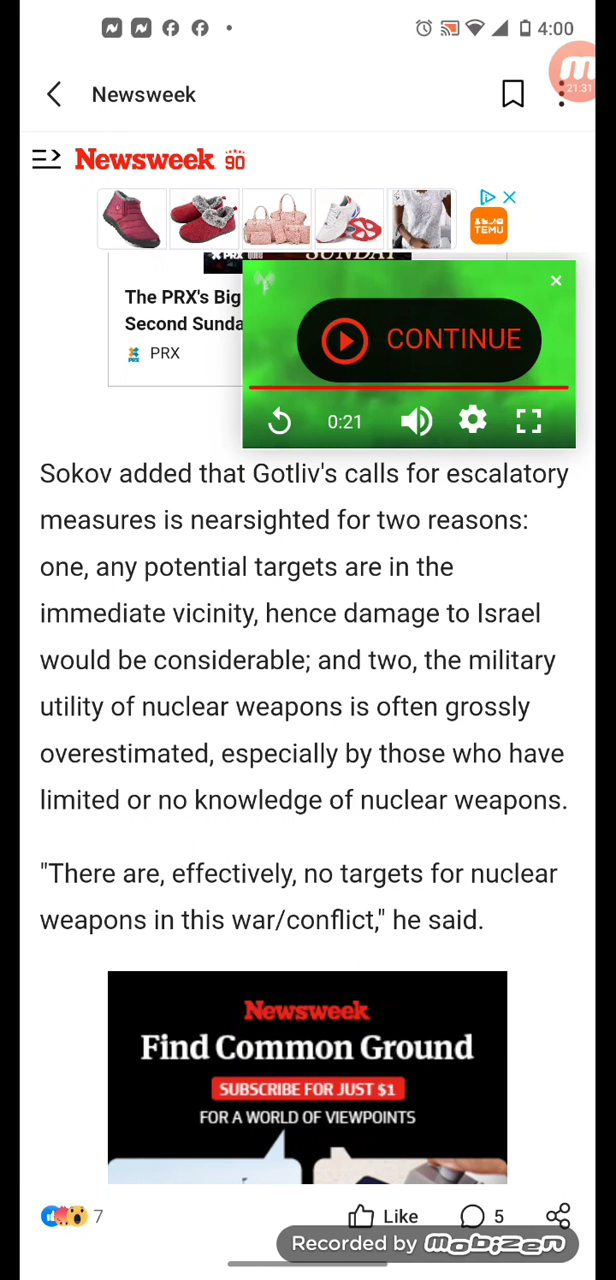 4:00
Newsweek
21:31
Newsweek 90
TEMU
PRX
SUNDAY
The PRX's Big
Second Sunda
PRX
CONTINUE
0:21
Sokov added that Gotliv's calls for escalatory
measures is nearsighted for two reasons:
one, any potential targets are in the
immediate vicinity, hence damage to Israel
would be considerable; and two, the military
utility of nuclear weapons is often grossly
overestimated, especially by those who have
limited or no knowledge of nuclear weapons.
"There are, effectively, no targets for nuclear
weapons in this war/conflict," he said.
Newsweek
Find Common Ground
SUBSCRIBE FOR JUST $1
FOR A WORLD OF VIEWPOINTS
7 Like 5
Recorded by mobizen